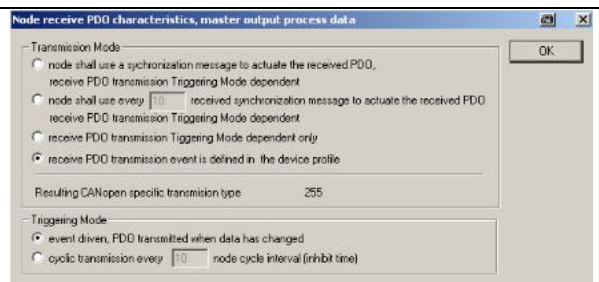 Node receive PDO characteristics, master output process data
Transmission Mode
OK
node shall use a sychronization message to actuate the received PDO,
receive PDO transmission Triggering Mode dependent
node shall use every 10 received synchronization message to actuate the received PDO
receive PDO transmission Triggering Mode dependent
receive PDO transmission Tiggering Mode dependent only
receive PDO transmission event is defined in the device profile
Resulting CANopen specific transmision type 255
Triggering Mode
event driven, PDO transmitted when data has changed
cyclic transmission every 10 node cycle interval (inhibit time)